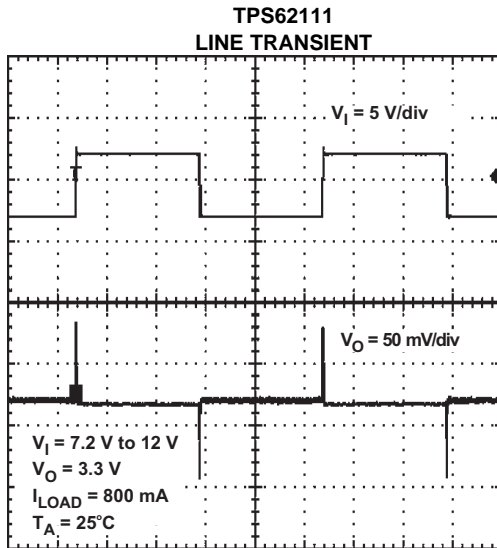 TPS62111
LINE TRANSIENT
V_I = 5 V/div
V_O = 50 mV/div
V_I = 7.2 V to 12 V
V_O = 3.3 V
I_LOAD = 800 mA
T_A = 25°C